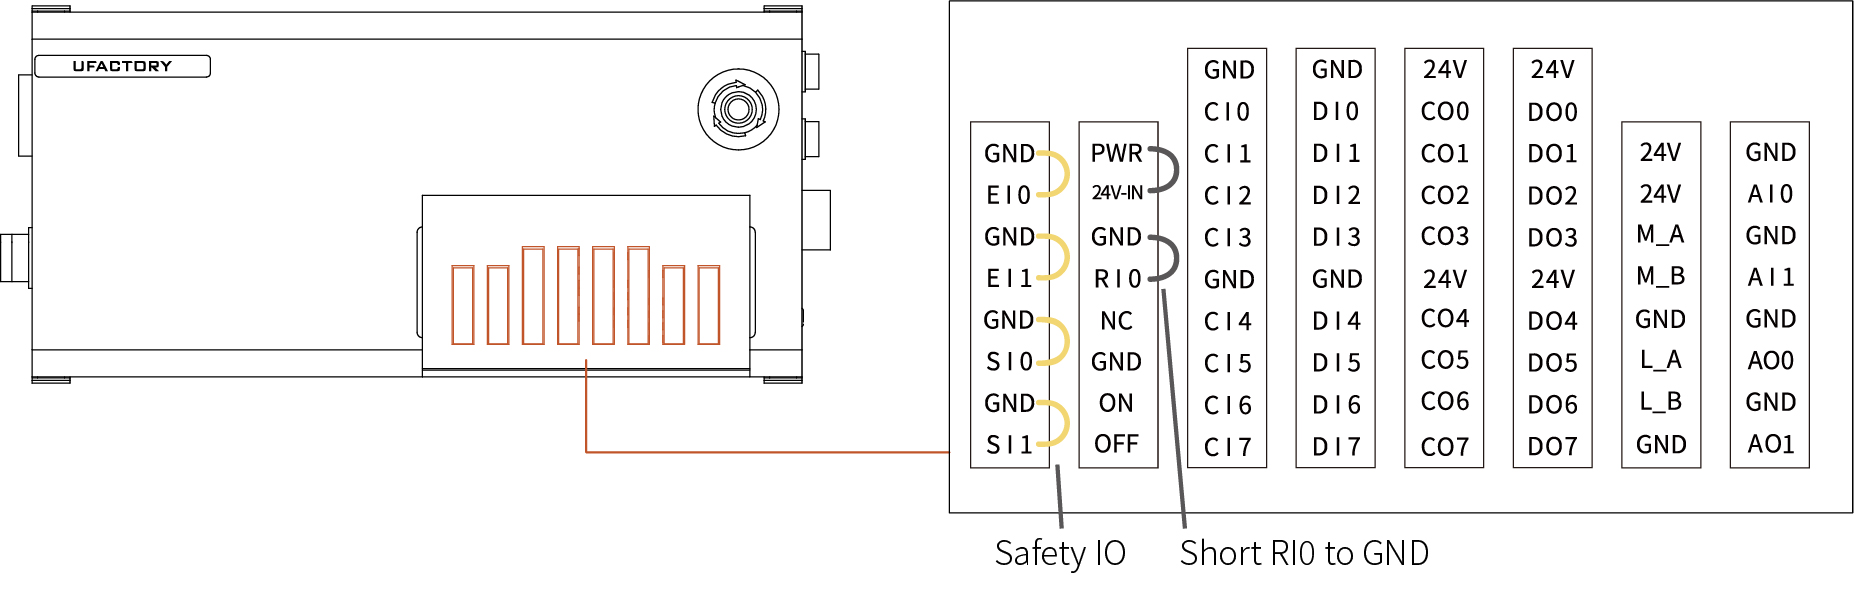 UFACTORY
GND
EI0
GND
EI1
GND
SI0
GND
SI1
PWR
24V-IN
GND
RI0
NC
GND
ON
OFF
GND
CI0
CI1
CI2
CI3
GND
CI4
CI5
CI6
CI7
GND
DI0
DI1
DI2
DI3
GND
DI4
DI5
DI6
DI7
24V
CO0
CO1
CO2
CO3
24V
CO4
CO5
CO6
CO7
24V
DO0
DO1
DO2
DO3
24V
DO4
DO5
DO6
DO7
24V
24V
M_A
M_B
GND
L_A
L_B
GND
GND
AI0
GND
AI1
GND
AO0
GND
AO1
Safety IO
Short RI0 to GND